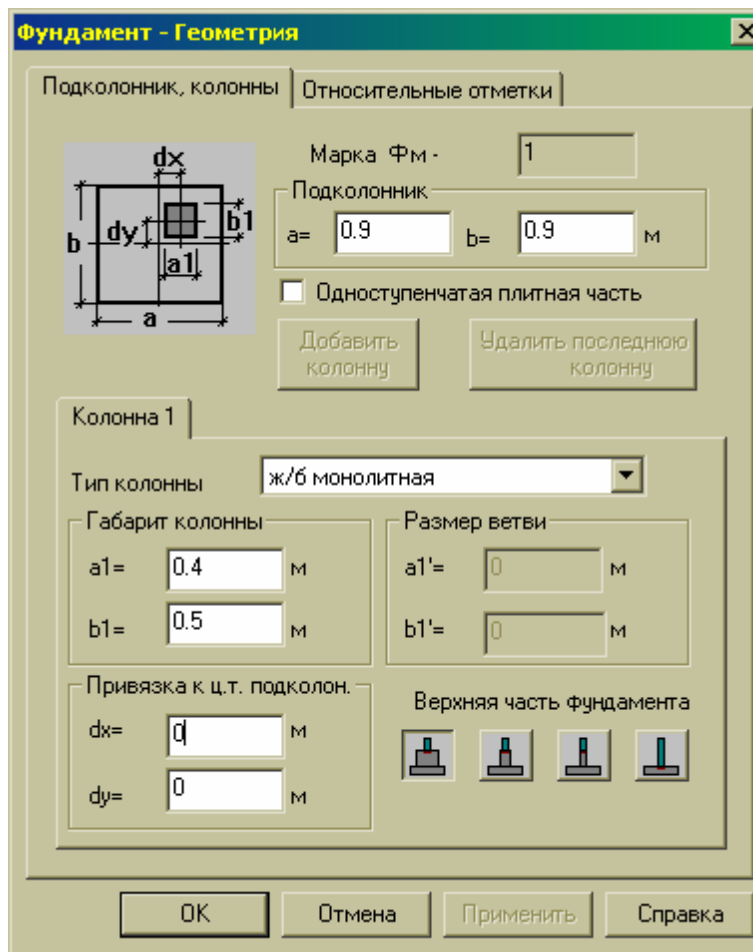 Фундамент - Геометрия
Подколонник, колонны
Относительные отметки
dx
b
dy
b1
a1
a
Марка Фм -
1
Подколонник
a=
0.9
b=
0.9
м
Одноступенчатая плитная часть
Добавить
колонну
Удалить последнюю
колонну
Колонна 1
Тип колонны
ж/б монолитная
Габарит колонны
a1=
0.4
м
b1=
0.5
м
Размер ветви
a1'=
0
м
b1'=
0
м
Привязка к ц.т. подколон.
dx=
0
м
dy=
0
м
Верхняя часть фундамента
OK
Отмена
Применить
Справка